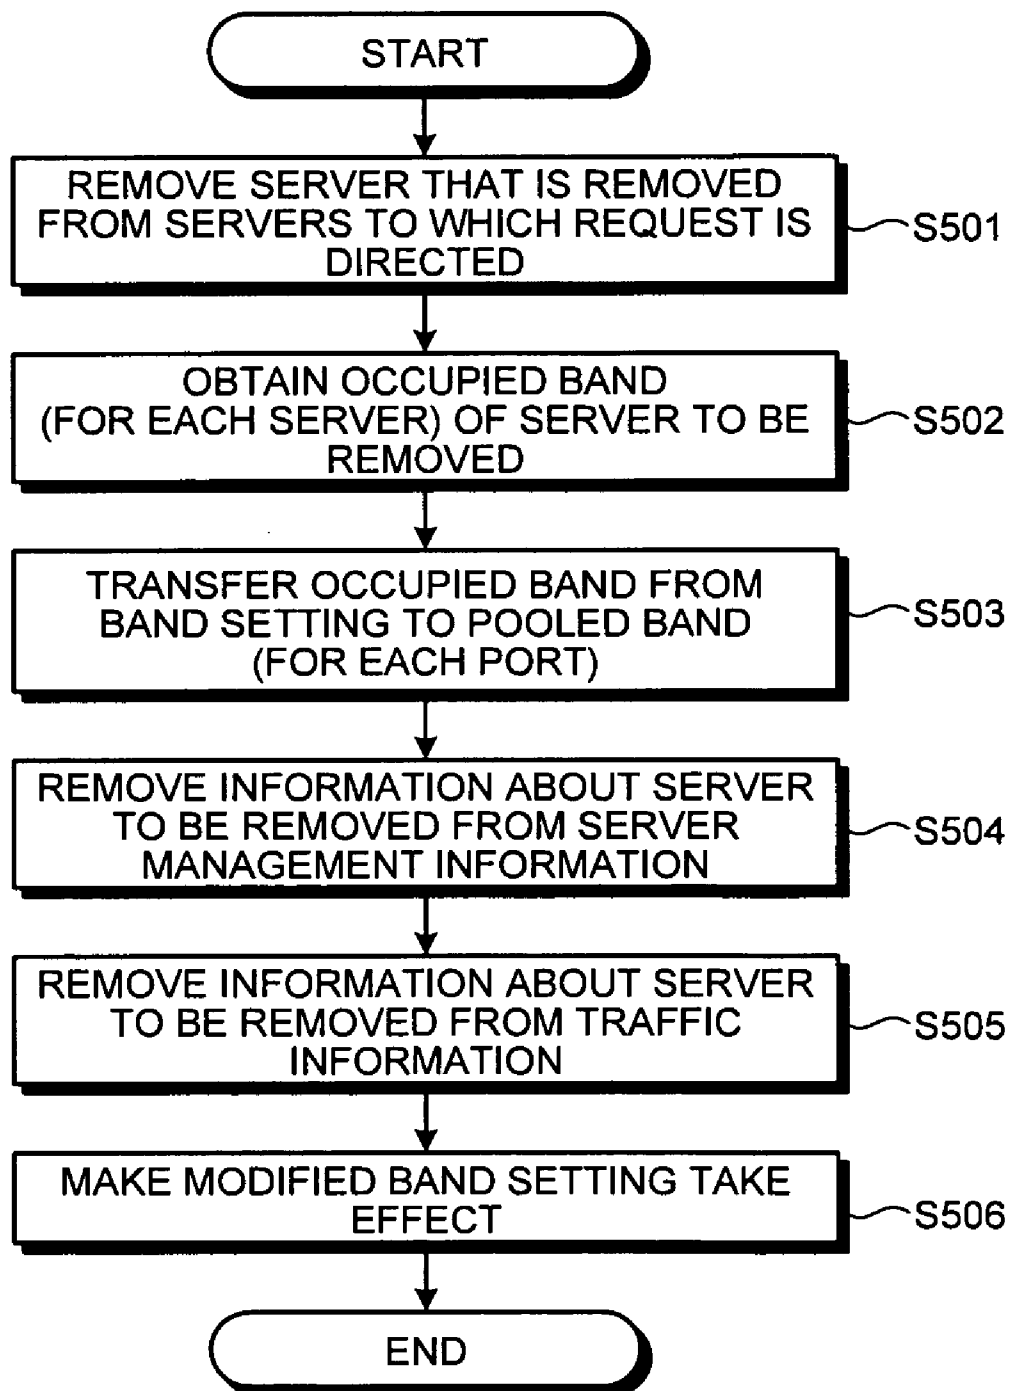 START
REMOVE SERVER THAT IS REMOVED
FROM SERVERS TO WHICH REQUEST IS
DIRECTED
S501
OBTAIN OCCUPIED BAND
(FOR EACH SERVER) OF SERVER TO BE
REMOVED
S502
TRANSFER OCCUPIED BAND FROM
BAND SETTING TO POOLED BAND
(FOR EACH PORT)
S503
REMOVE INFORMATION ABOUT SERVER
TO BE REMOVED FROM SERVER
MANAGEMENT INFORMATION
S504
REMOVE INFORMATION ABOUT SERVER
TO BE REMOVED FROM TRAFFIC
INFORMATION
S505
MAKE MODIFIED BAND SETTING TAKE
EFFECT
S506
END